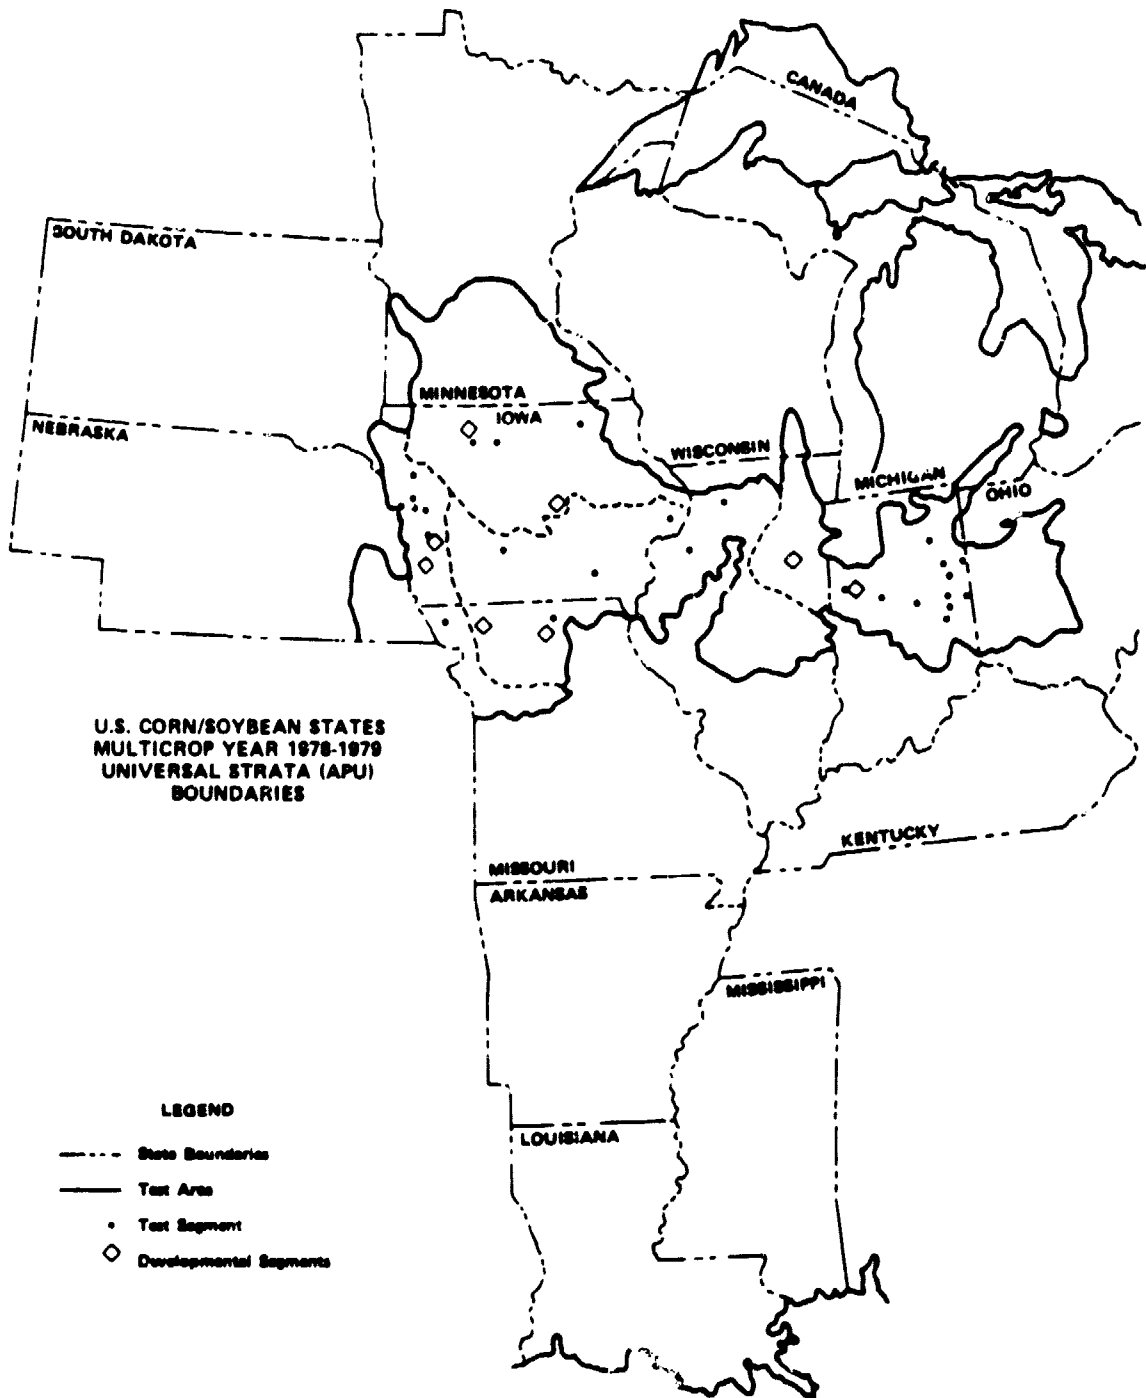 CANADA
SOUTH DAKOTA
MINNESOTA
IOWA
NEBRASKA
WISCONSIN
MICHIGAN
OHIO
U.S. CORN/SOYBEAN STATES
MULTICROP YEAR 1978-1979
UNIVERSAL STRATA (APU)
BOUNDARIES
KENTUCKY
MISSOURI
ARKANSAS
MISSISSIPPI
LEGEND
LOUISIANA
State Boundaries
Test Area
Test Segment
Developmental Segments